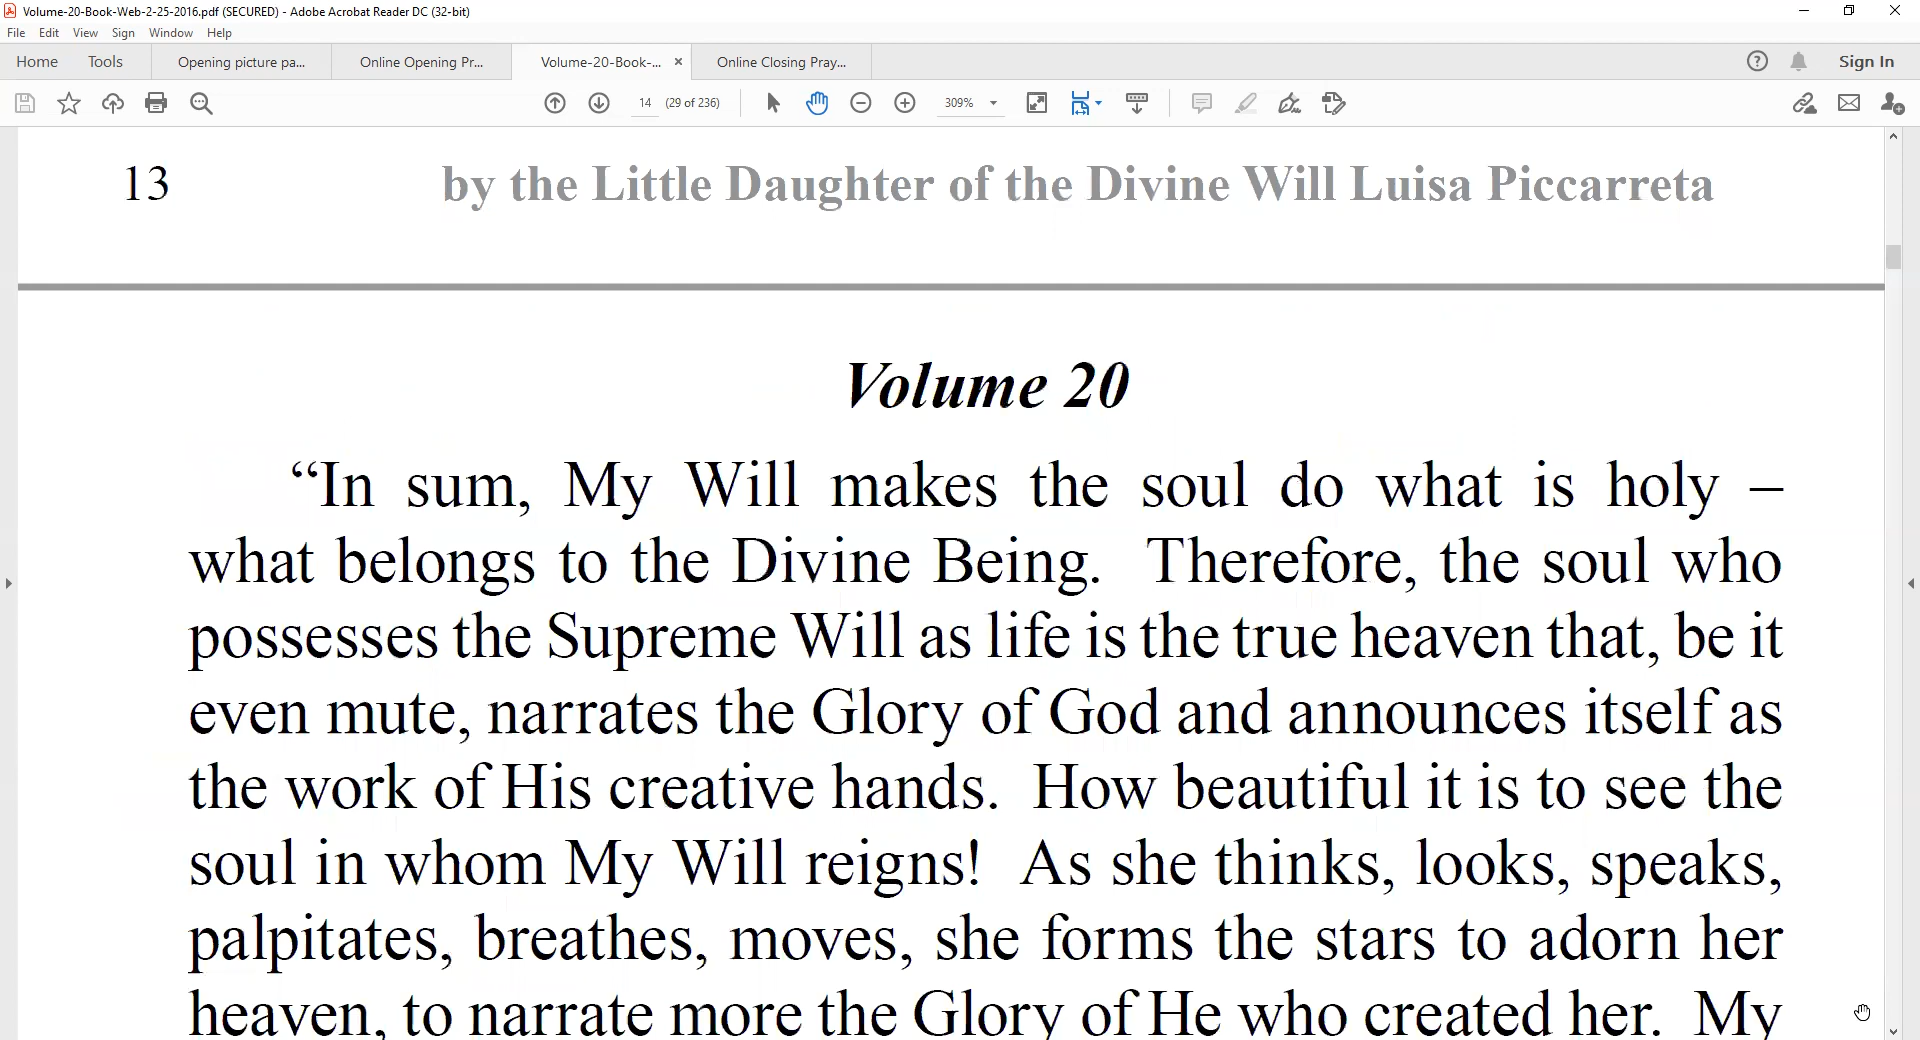 Volume-20-Book-Web-2-25-2016.pdf (SECURED) - Adobe Acrobat Reader DC (32-bit)
File Edit View Sign Window Help
Home Tools Opening picture pa... Online Opening Pr... Volume-20-Book-... × Online Closing Pray... Sign In
14 (29 of 236) 309%
13 by the Little Daughter of the Divine Will Luisa Piccarreta
Volume 20
“In sum, My Will makes the soul do what is holy –
what belongs to the Divine Being. Therefore, the soul who
possesses the Supreme Will as life is the true heaven that, be it
even mute, narrates the Glory of God and announces itself as
the work of His creative hands. How beautiful it is to see the
soul in whom My Will reigns! As she thinks, looks, speaks,
palpitates, breathes, moves, she forms the stars to adorn her
heaven, to narrate more the Glory of He who created her. My